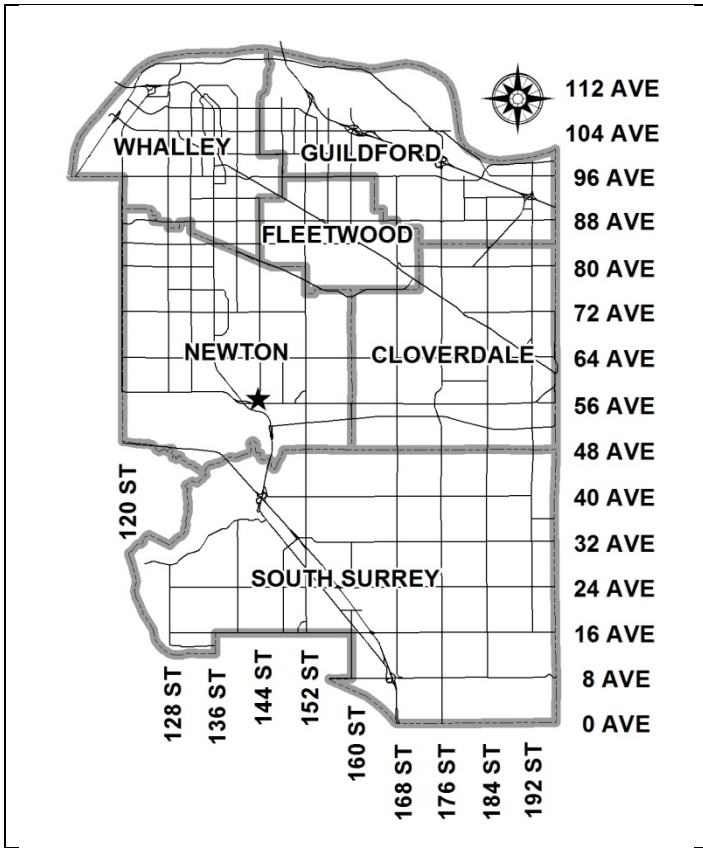 112 AVE
104 AVE
WHALLEY
GUILDFORD
96 AVE
88 AVE
FLEETWOOD
80 AVE
72 AVE
NEWTON
CLOVERDALE
64 AVE
56 AVE
48 AVE
120 ST
40 AVE
32 AVE
SOUTH SURREY
24 AVE
16 AVE
8 AVE
128 ST
136 ST
144 ST
152 ST
160 ST
0 AVE
168 ST
176 ST
184 ST
192 ST